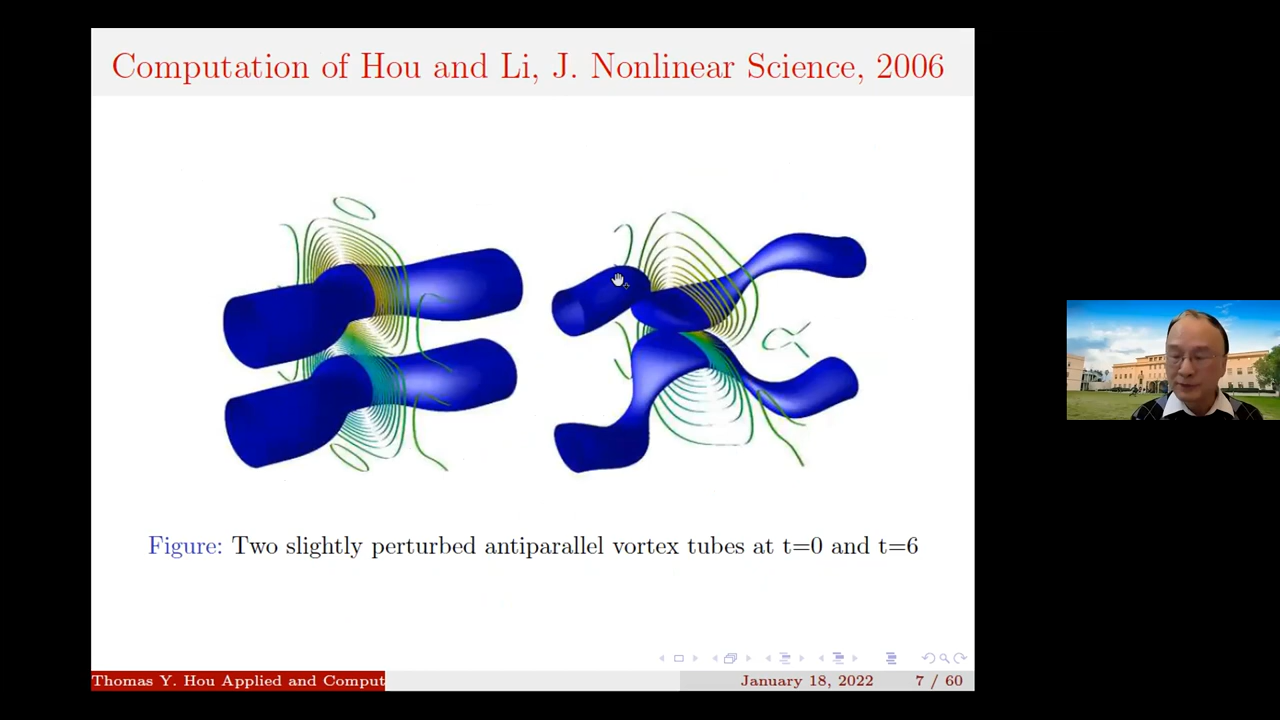 Computation of Hou and Li, J. Nonlinear Science, 2006
Figure: Two slightly perturbed antiparallel vortex tubes at t=0 and t=6
Thomas Y. Hou Applied and Comput
January 18, 2022
7 / 60